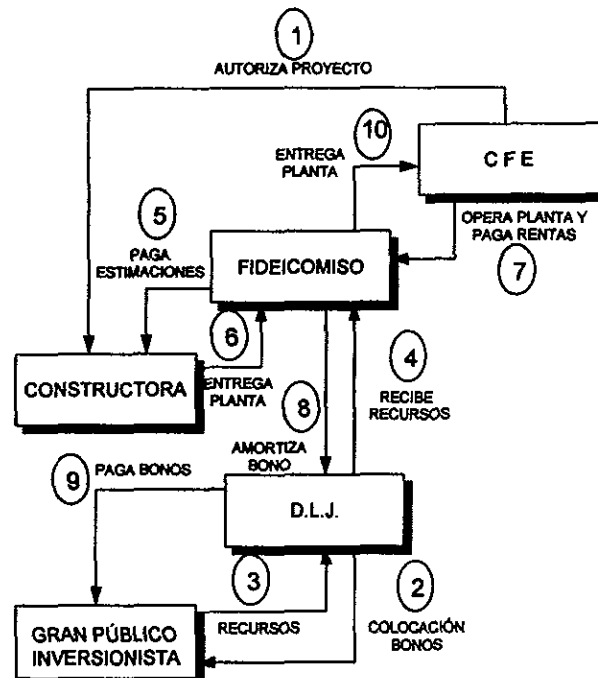 1
AUTORIZA PROYECTO
10
ENTREGA
PLANTA
C F E
5
PAGA
ESTIMACIONES
FIDEICOMISO
OPERA PLANTA Y
PAGA RENTAS
7
6
CONSTRUCTORA
ENTREGA
PLANTA
4
RECIBE
RECURSOS
8
AMORTIZA
BONO
9
PAGA BONOS
D.L.J.
3
RECURSOS
2
COLOCACIÓN
BONOS
GRAN PÚBLICO
INVERSIONISTA